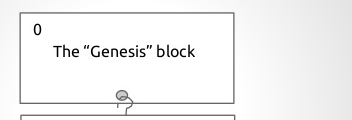 0
The “Genesis” block